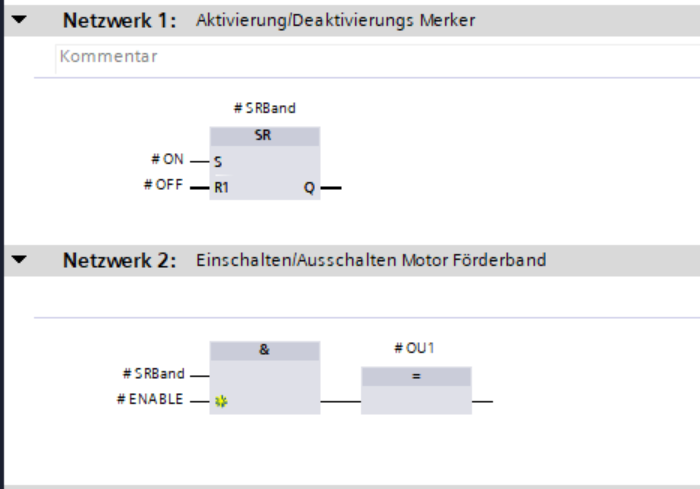 Netzwerk 1: Aktivierung/Deaktivierungs Merker
Kommentar
#SRBand
SR
#ON S
#OFF R1 Q
Netzwerk 2: Einschalten/Ausschalten Motor Förderband
& #OU1
#SRBand =
#ENABLE